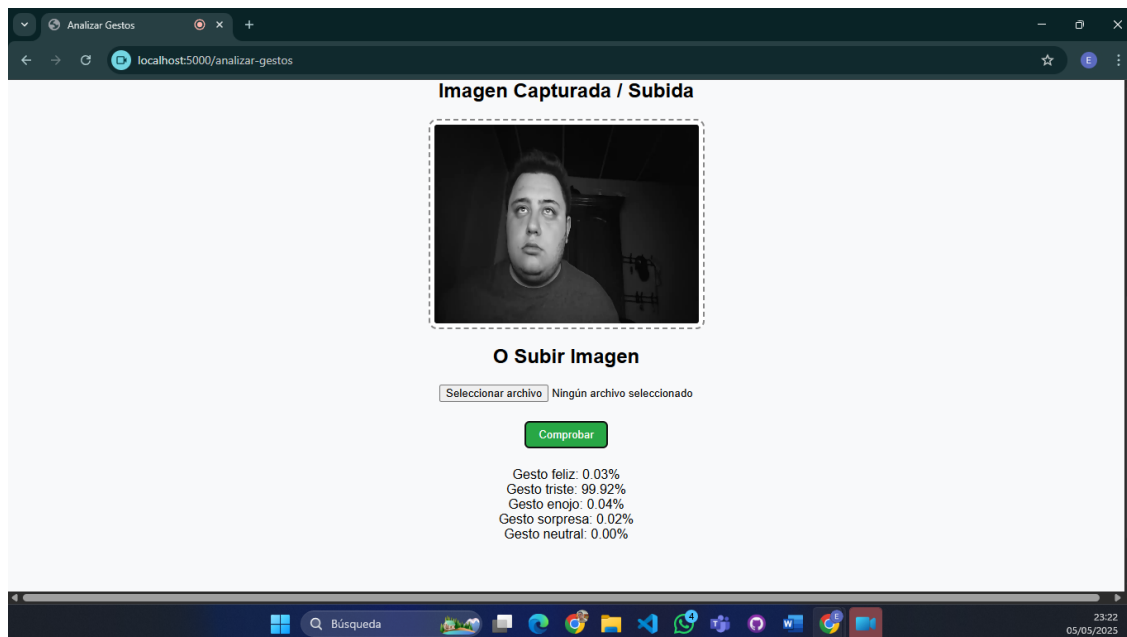 Analizar Gestos
localhost:5000/analizar-gestos
E
Imagen Capturada / Subida
O Subir Imagen
Seleccionar archivo Ningún archivo seleccionado
Comprobar
Gesto feliz: 0.03%
Gesto triste: 99.92%
Gesto enojo: 0.04%
Gesto sorpresa: 0.02%
Gesto neutral: 0.00%
Búsqueda
4
W
E
23:22
05/05/2025